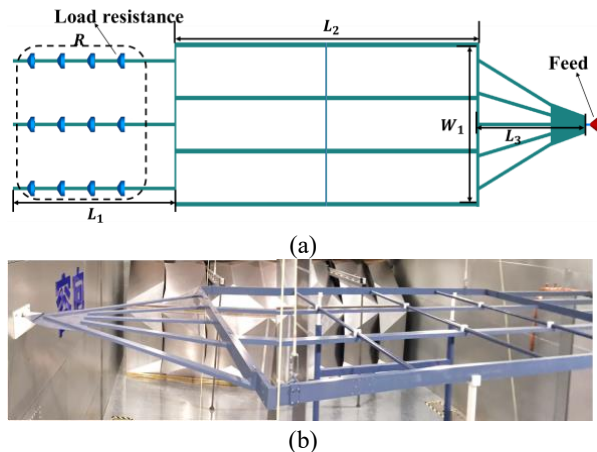 Load resistance
R
L₂
Feed
W₁
L₃
L₁
(a)
(b)